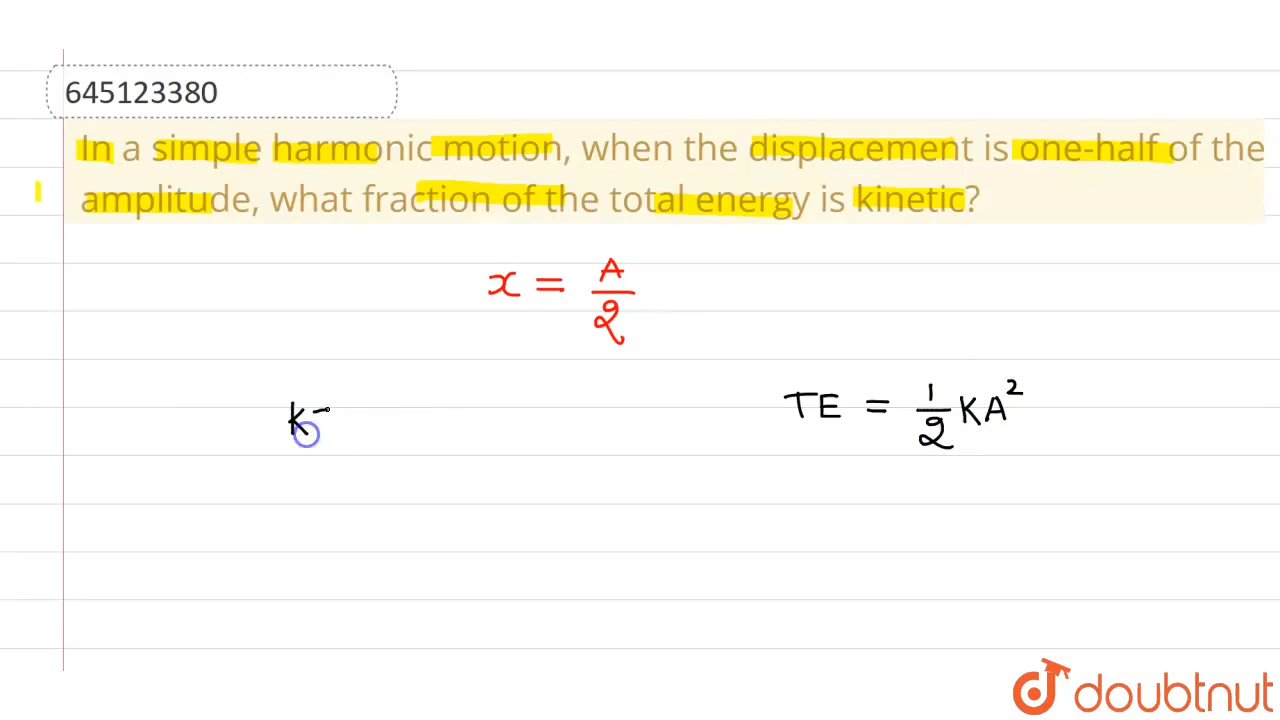 645123380
In a simple harmonic motion, when the displacement is one-half of the
amplitude, what fraction of the total energy is kinetic?
x = A/2
K
TE = 1/2 KA²
doubtnut